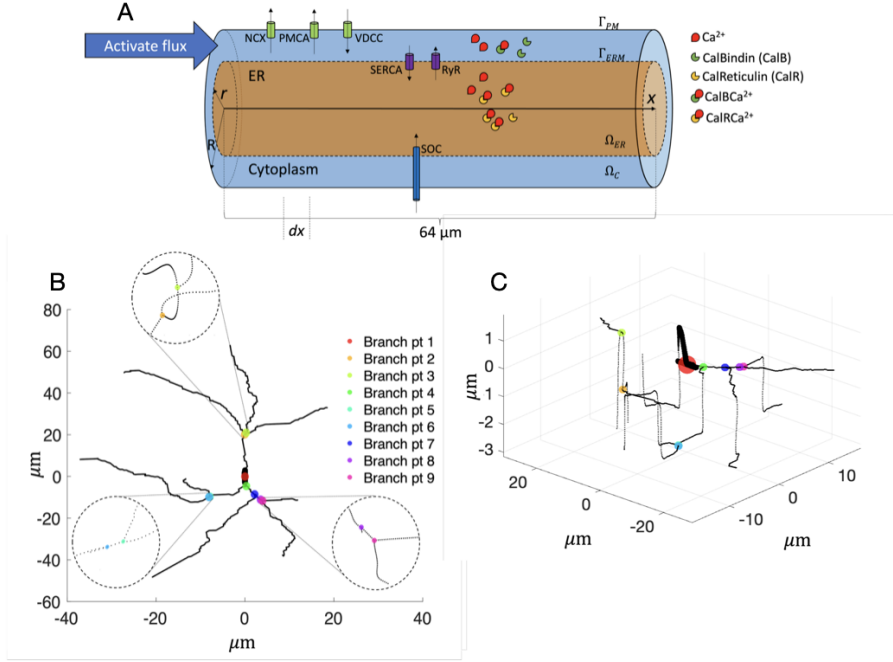 A
Activate flux
NCX PMCA VDCC
Γ_PM
Γ_ERM
SERCA RyR
ER
r
R
x
SOC
Ω_ER
Cytoplasm
Ω_C
dx
64 μm
Ca²⁺
CalBindin (CalB)
CalReticulin (CalR)
CalBCa²⁺
CalRCa²⁺
B
80
60
40
20
0
-20
-40
-60
μm
-40 -20 0 20 40
μm
Branch pt 1
Branch pt 2
Branch pt 3
Branch pt 4
Branch pt 5
Branch pt 6
Branch pt 7
Branch pt 8
Branch pt 9
C
1
0
1
-2
-3
μm
20 0 -20
μm
-10 0 10
μm